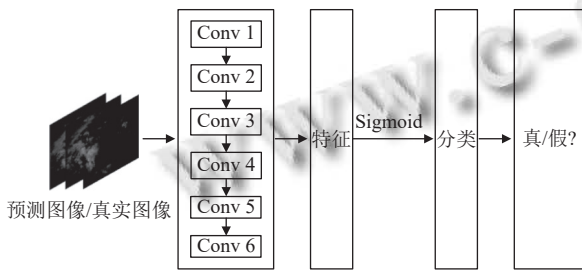 Conv 1
Conv 2
Conv 3
Conv 4
Conv 5
Conv 6
预测图像/真实图像
特征
Sigmoid
分类
真/假?
www.c-